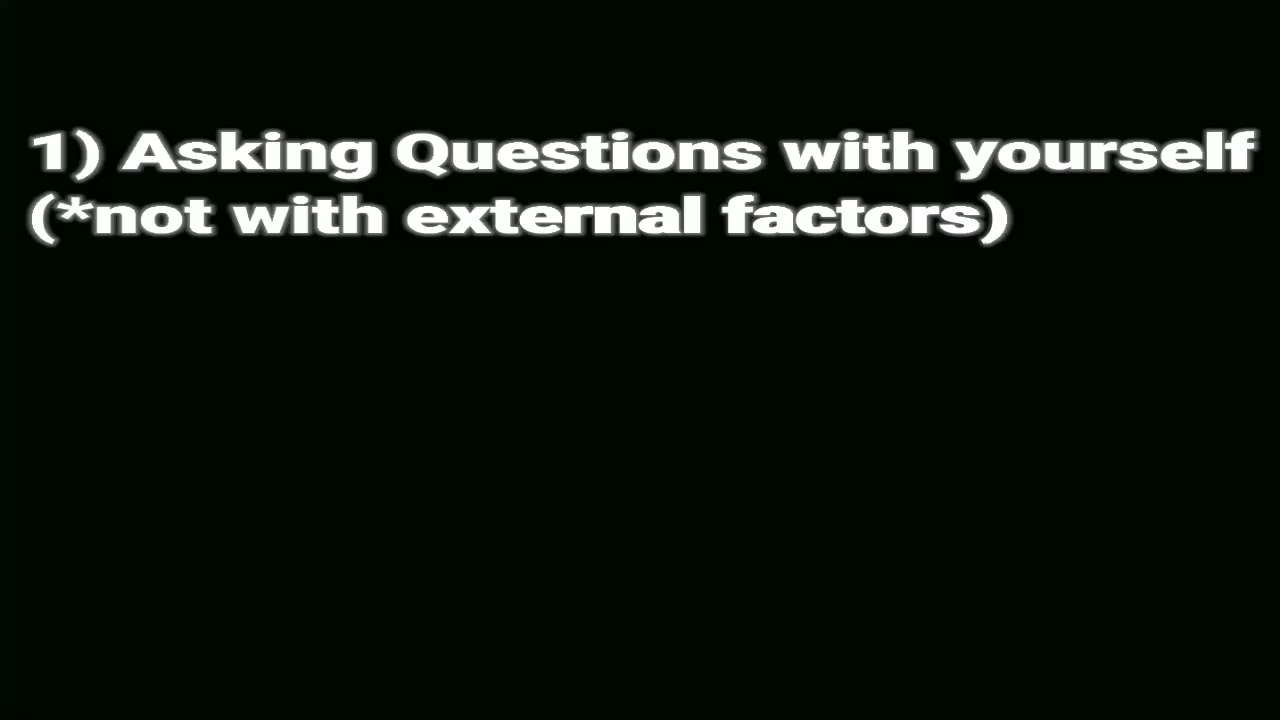 1) Asking Questions with yourself
(*not with external factors)